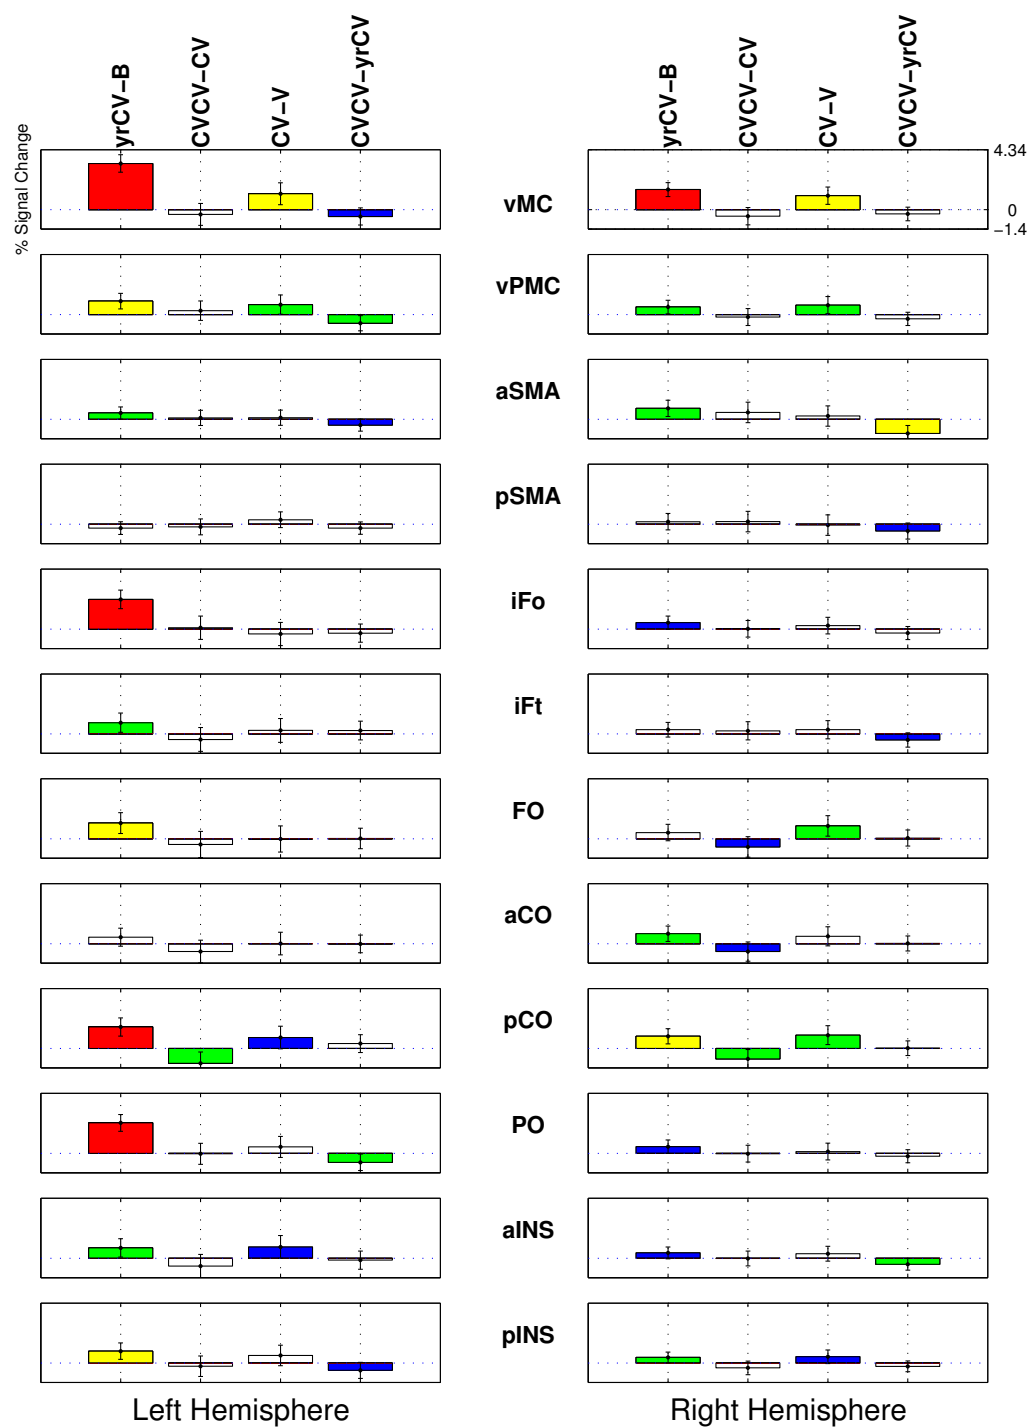 yrCV−B
CVCV−CV
CV−V
CVCV−yrCV
yrCV−B
CVCV−CV
CV−V
CVCV−yrCV
% Signal Change
4.34
0
−1.4
vMC
vPMC
aSMA
pSMA
iFo
iFt
FO
aCO
pCO
PO
aINS
pINS
Left Hemisphere
Right Hemisphere